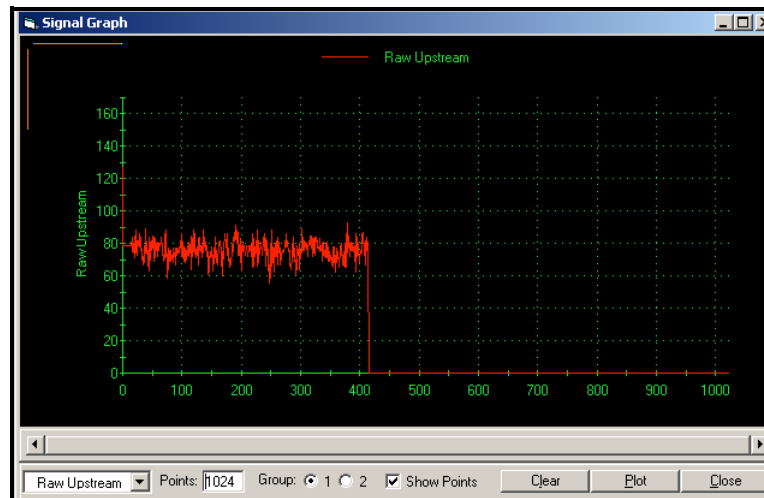 Signal Graph
Raw Upstream
160
140
120
100
80
60
40
20
0
Raw Upstream
0 100 200 300 400 500 600 700 800 900 1000
Raw Upstream Points: 1024 Group: 1 2 Show Points Clear Plot Close